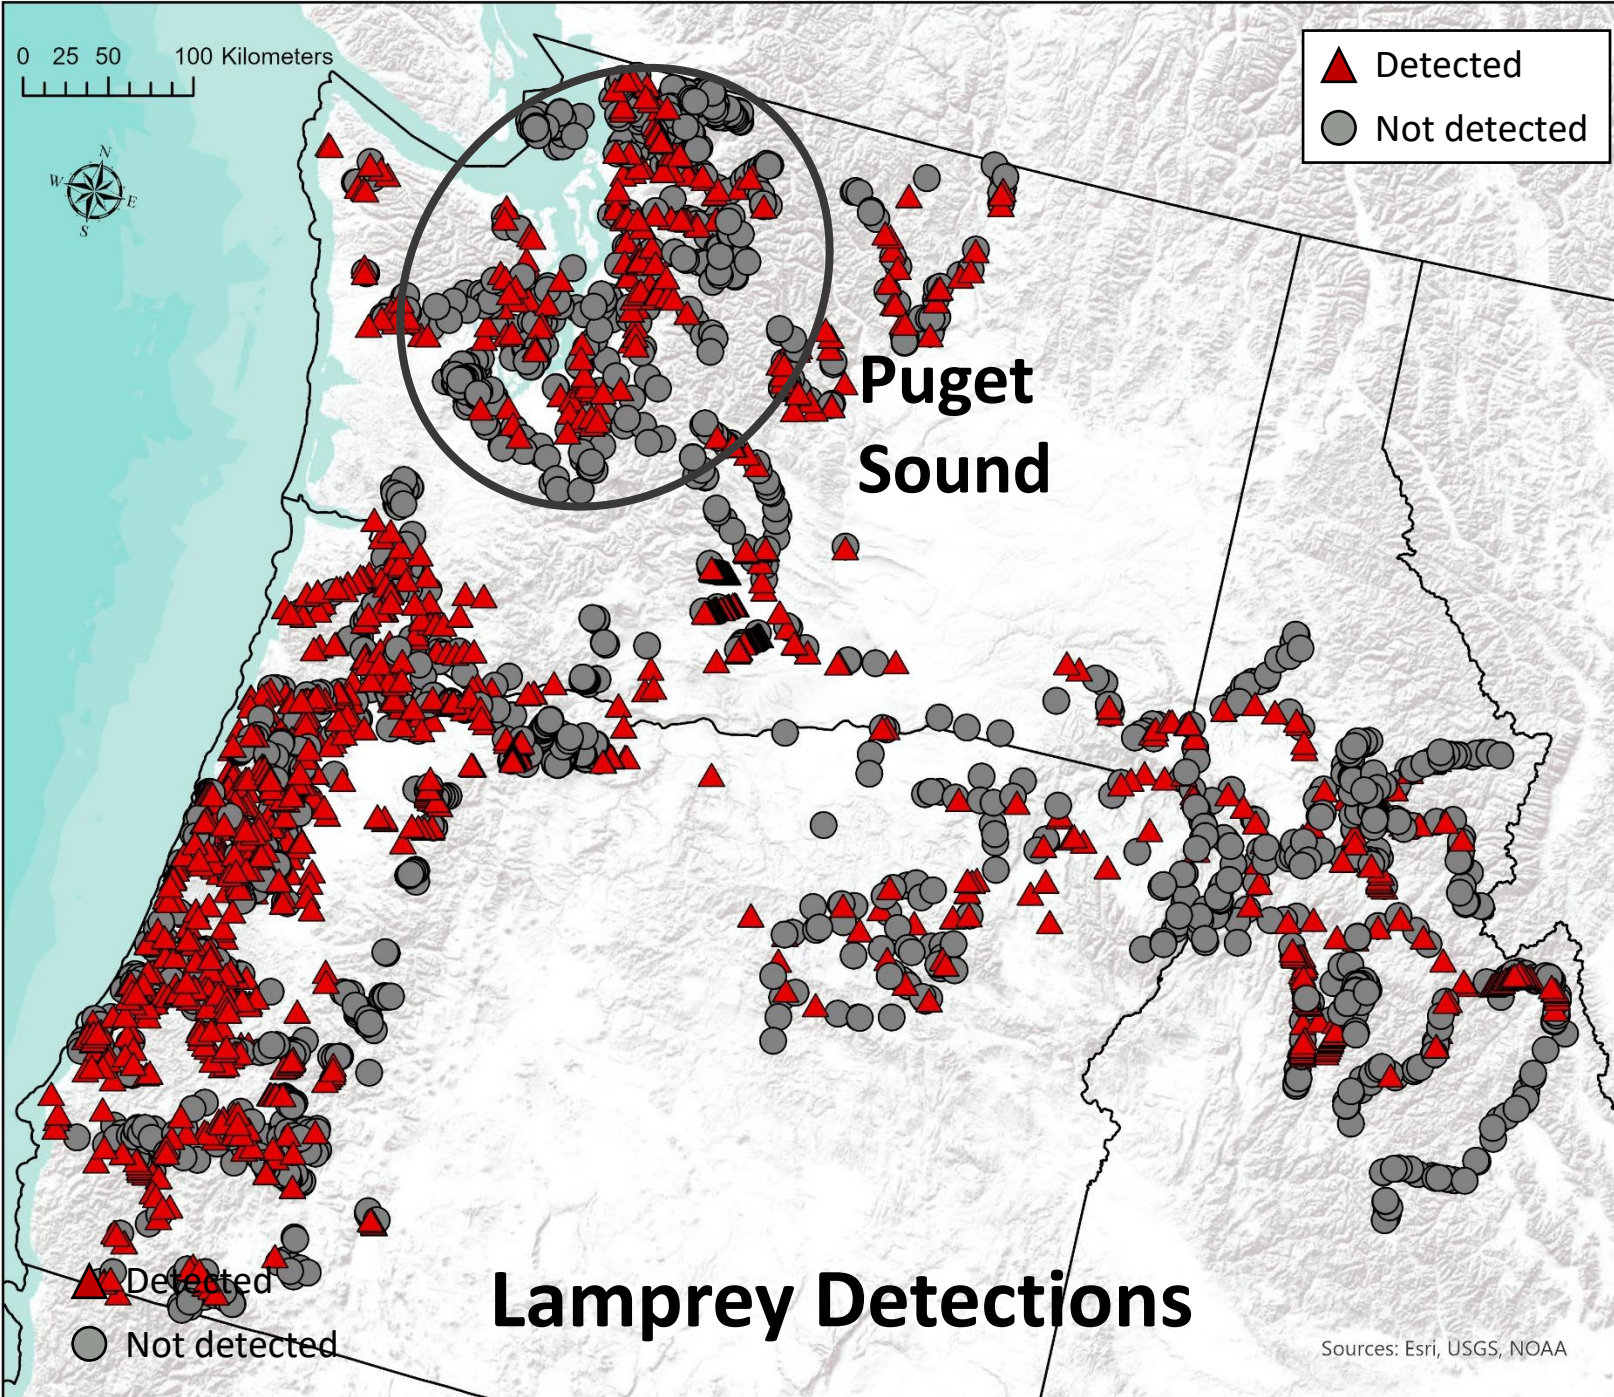 0 25 50 100 Kilometers
Detected
Not detected
N
W
E
S
Puget
Sound
Detected
Not detected
Lamprey Detections
Sources: Esri, USGS, NOAA